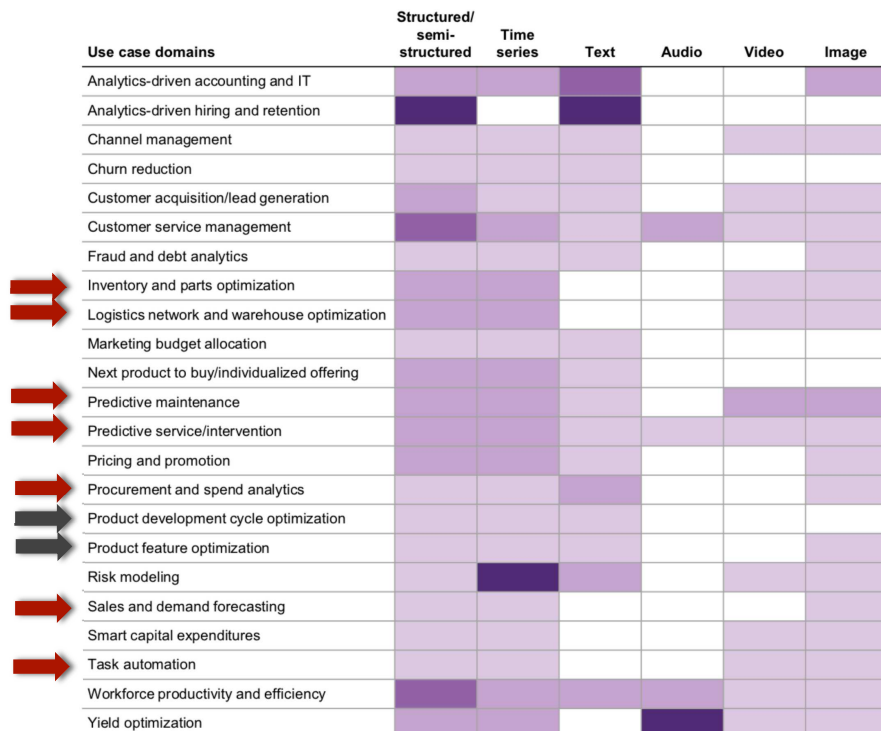 Use case domains
Structured/
semi-
structured
Time
series
Text
Audio
Video
Image
Analytics-driven accounting and IT
Analytics-driven hiring and retention
Channel management
Churn reduction
Customer acquisition/lead generation
Customer service management
Fraud and debt analytics
Inventory and parts optimization
Logistics network and warehouse optimization
Marketing budget allocation
Next product to buy/individualized offering
Predictive maintenance
Predictive service/intervention
Pricing and promotion
Procurement and spend analytics
Product development cycle optimization
Product feature optimization
Risk modeling
Sales and demand forecasting
Smart capital expenditures
Task automation
Workforce productivity and efficiency
Yield optimization